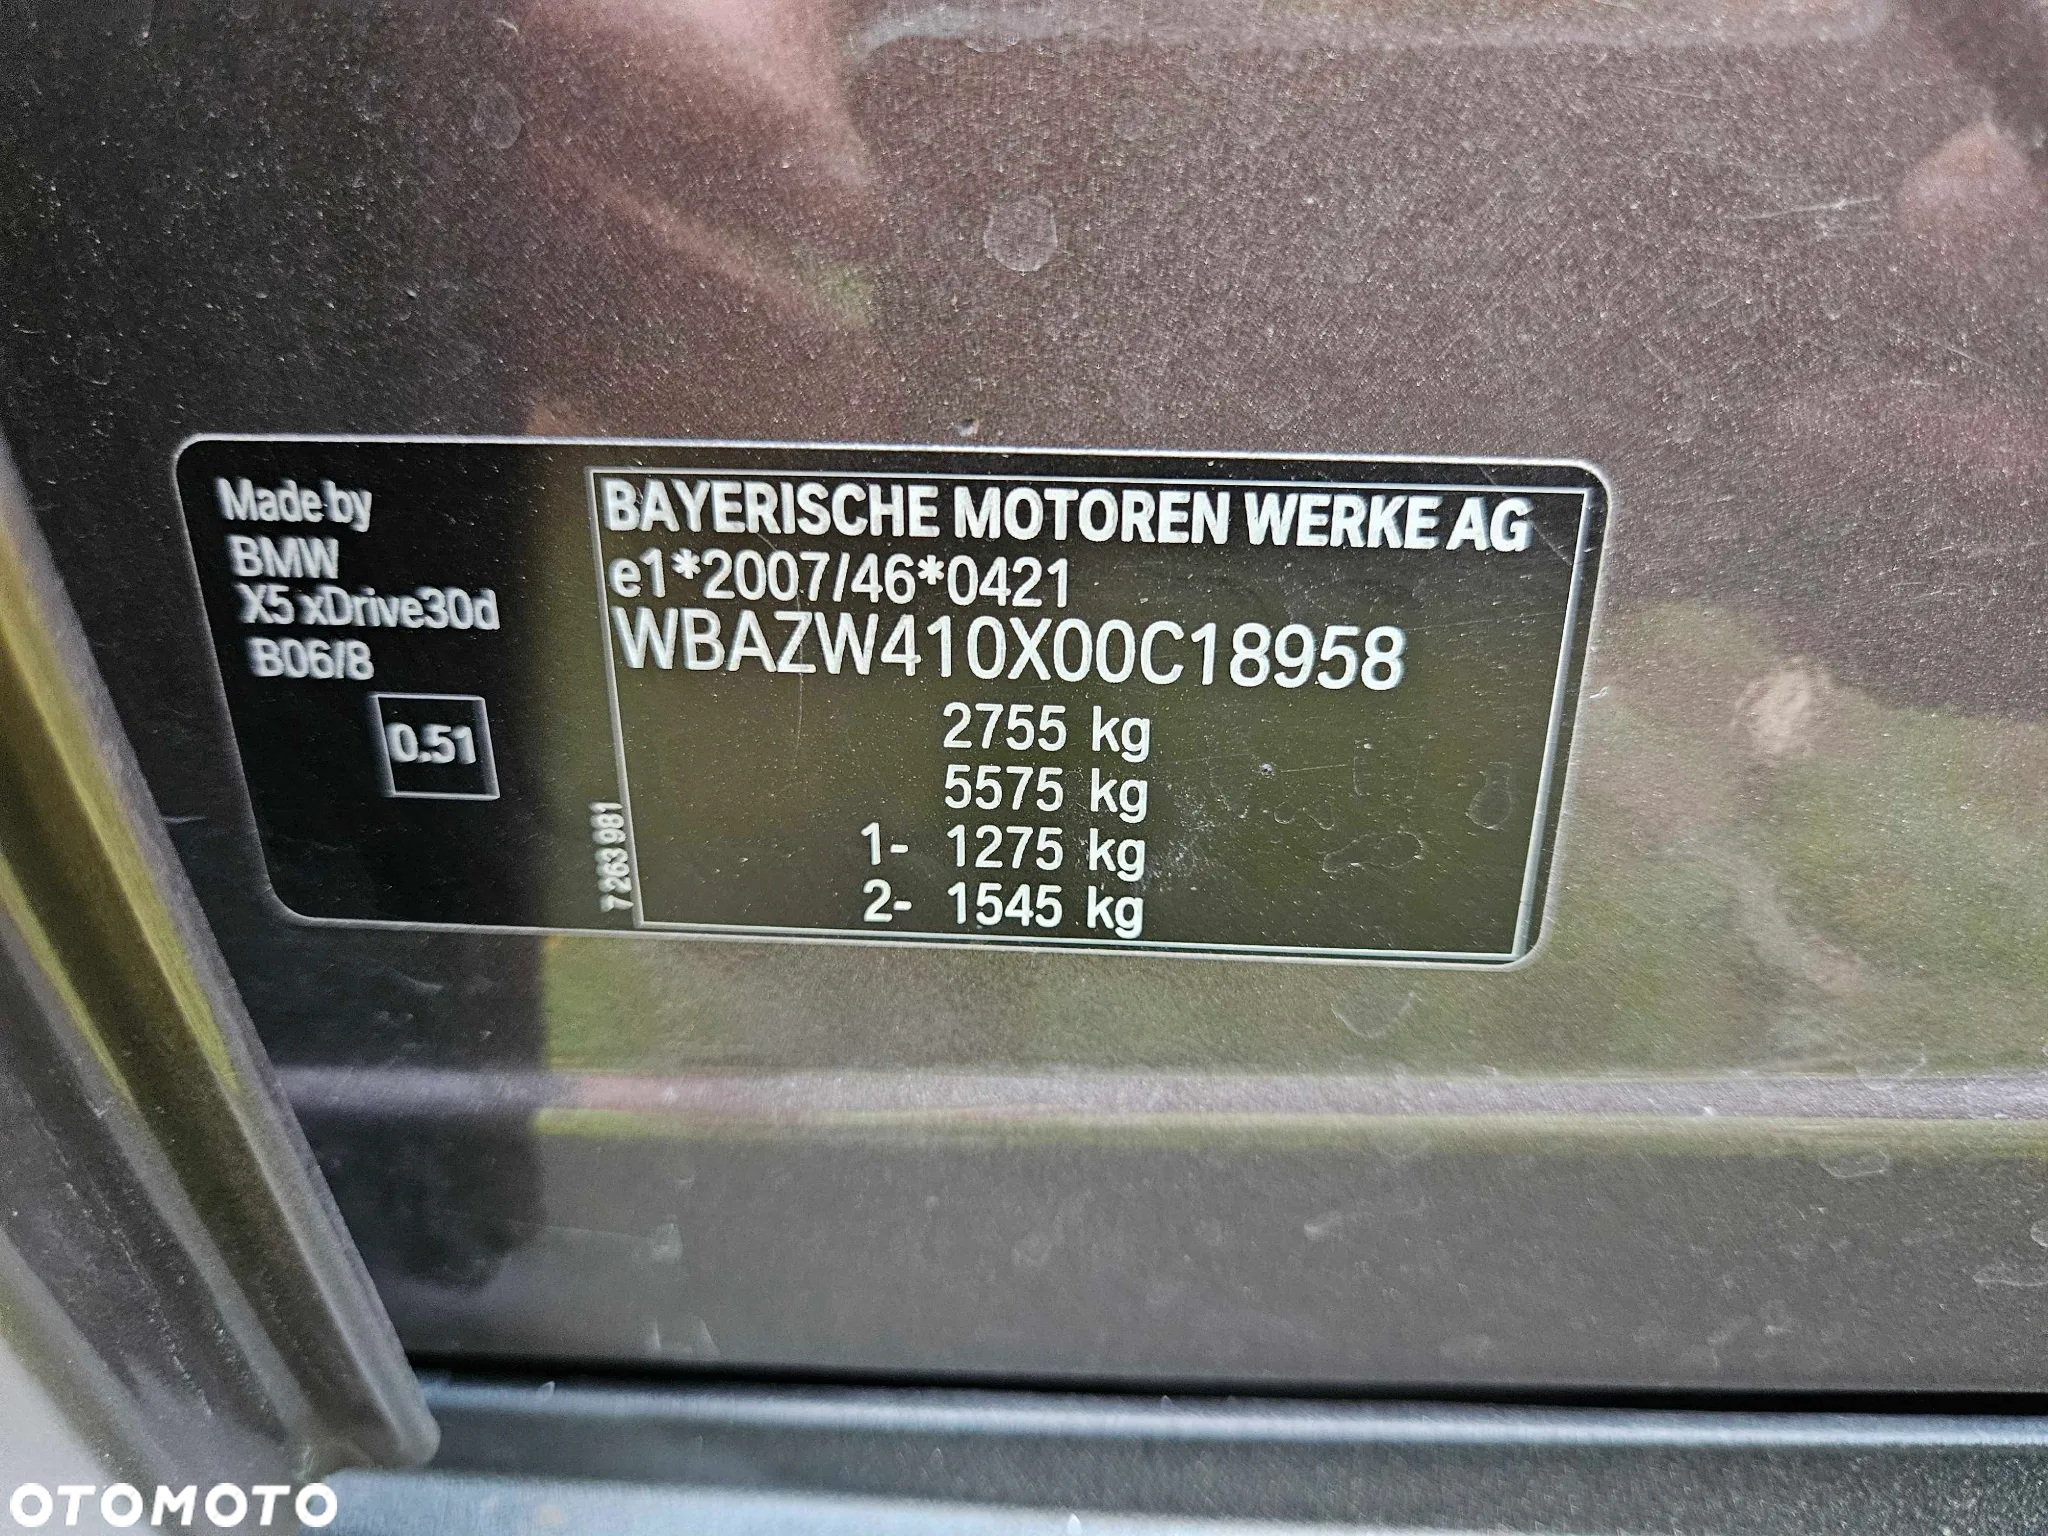 Made by
BMW
X5 xDrive30d
B06/8
0.51
7 263 981
BAYERISCHE MOTOREN WERKE AG
e1*2007/46*0421
WBAZW410X00C18958
2755 kg
5575 kg
1- 1275 kg
2- 1545 kg
OTOMOTO